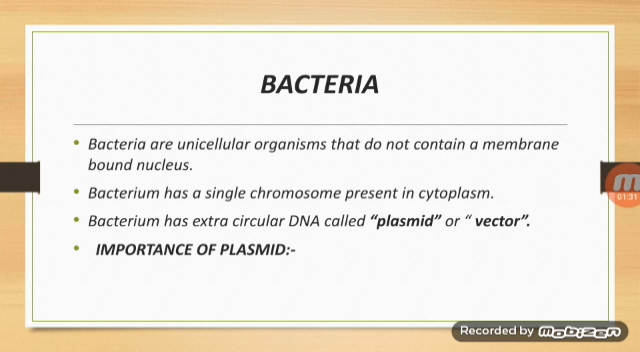 BACTERIA
• Bacteria are unicellular organisms that do not contain a membrane
bound nucleus.
• Bacterium has a single chromosome present in cytoplasm.
• Bacterium has extra circular DNA called “plasmid” or “ vector”.
• IMPORTANCE OF PLASMID:-
01:31
Recorded by mobizen